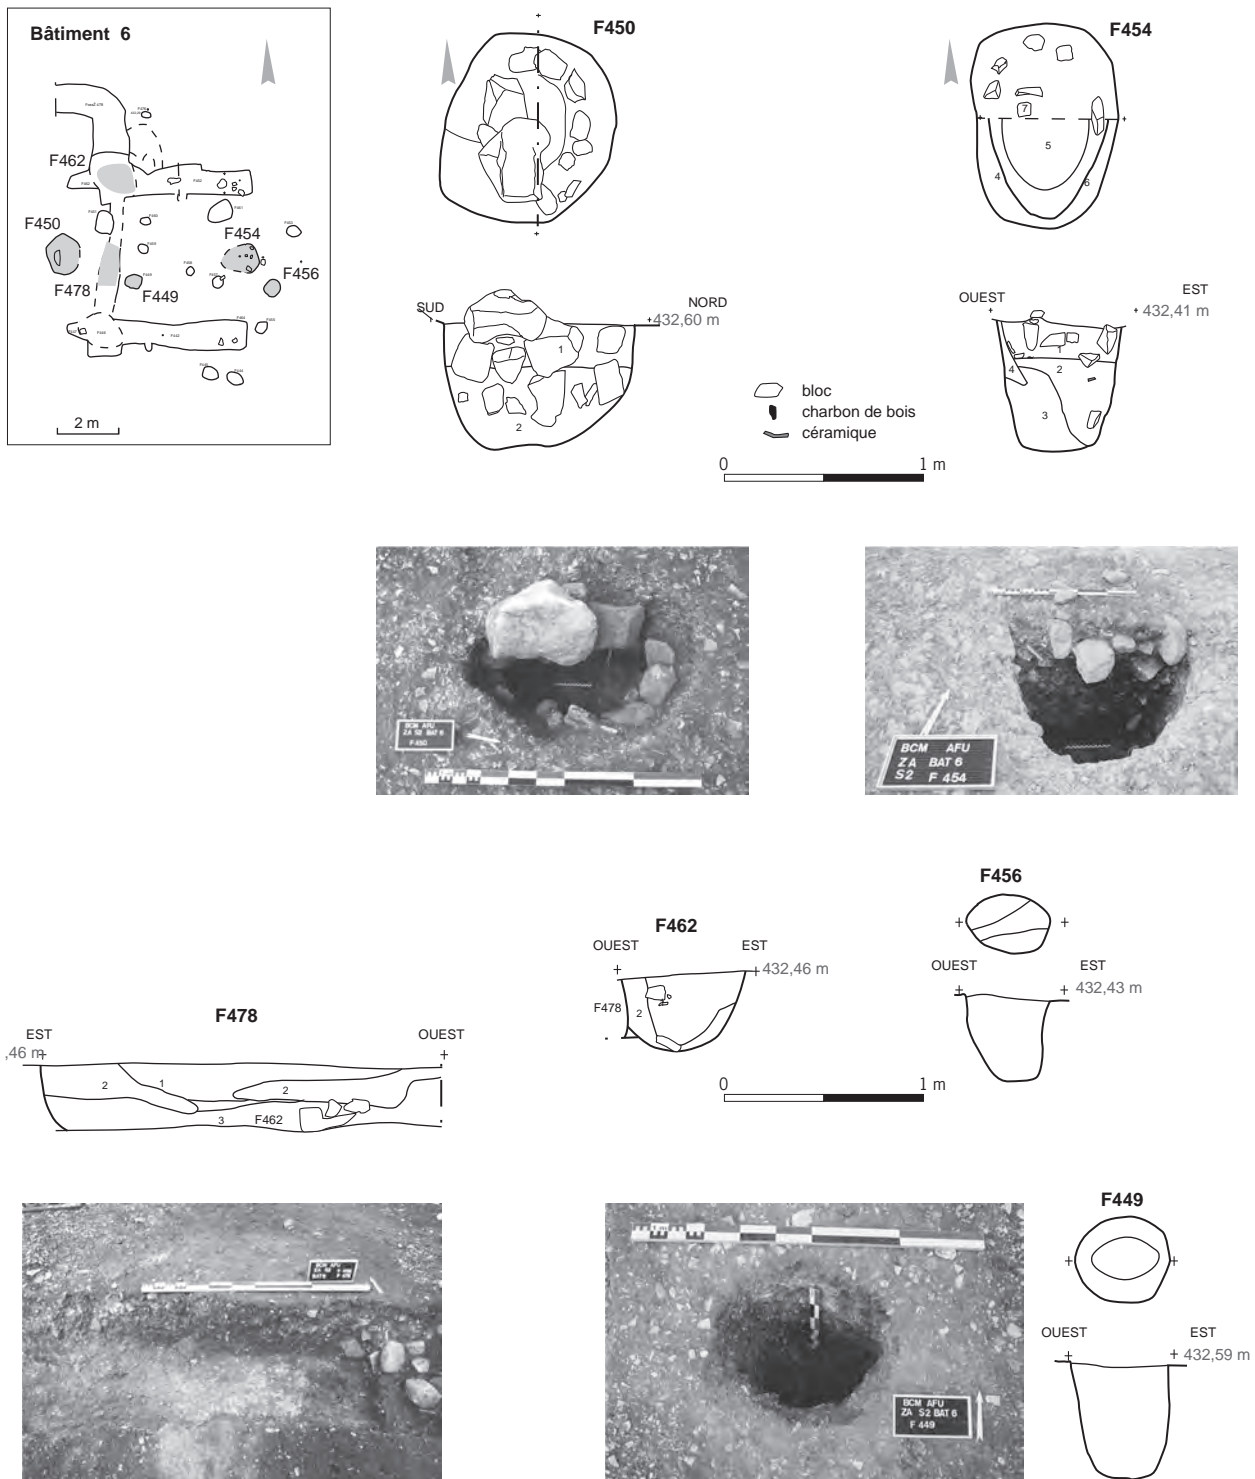 Bâtiment 6
F462
F450
F454
F456
F478
F449
2 m
F450
SUD
NORD
432,60 m
1
2
F454
7
5
4
6
OUEST
EST
432,41 m
1
4
2
3
bloc
charbon de bois
céramique
0
1 m
BCM AFU
ZA S2 BAT 6
F450
BCM AFU
ZA BAT 6
S2 F 454
F478
EST
OUEST
,46 m
2
1
2
3
F462
F462
OUEST
EST
432,46 m
F478
2
F456
OUEST
EST
432,43 m
0
1 m
BCM AFU
BCM AFU
ZA S2 BAT 6
F 449
F449
OUEST
EST
432,59 m